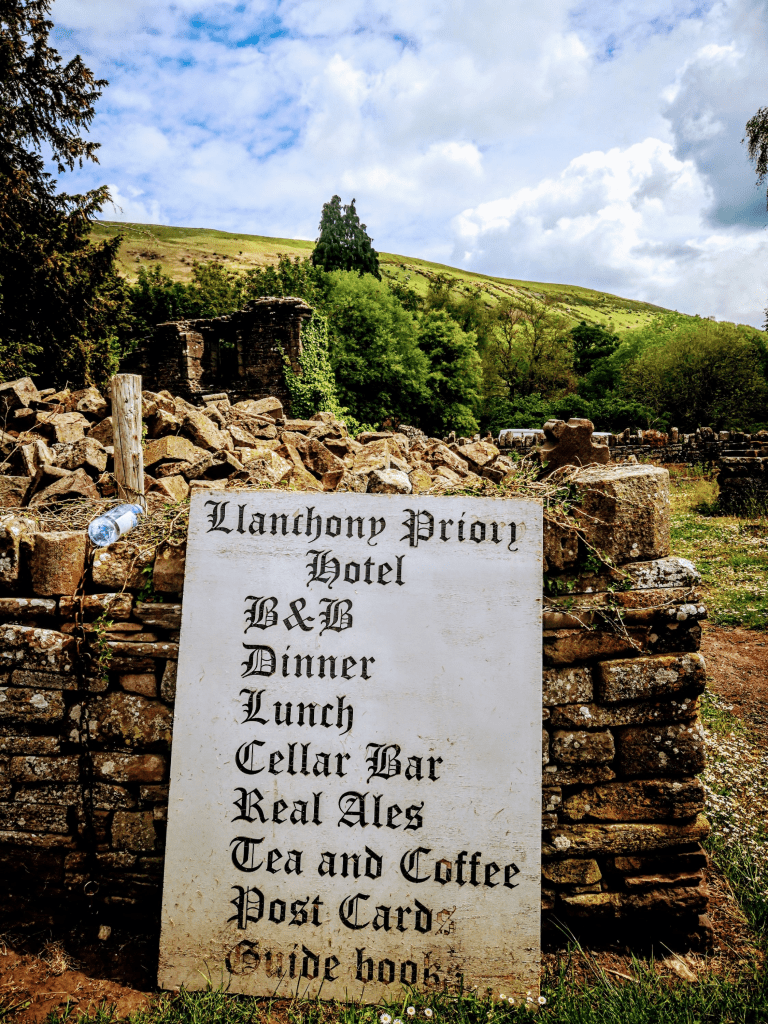 Llanthony Priory
Hotel
B&B
Dinner
Lunch
Cellar Bar
Real Ales
Tea and Coffee
Post Cards
Guide books